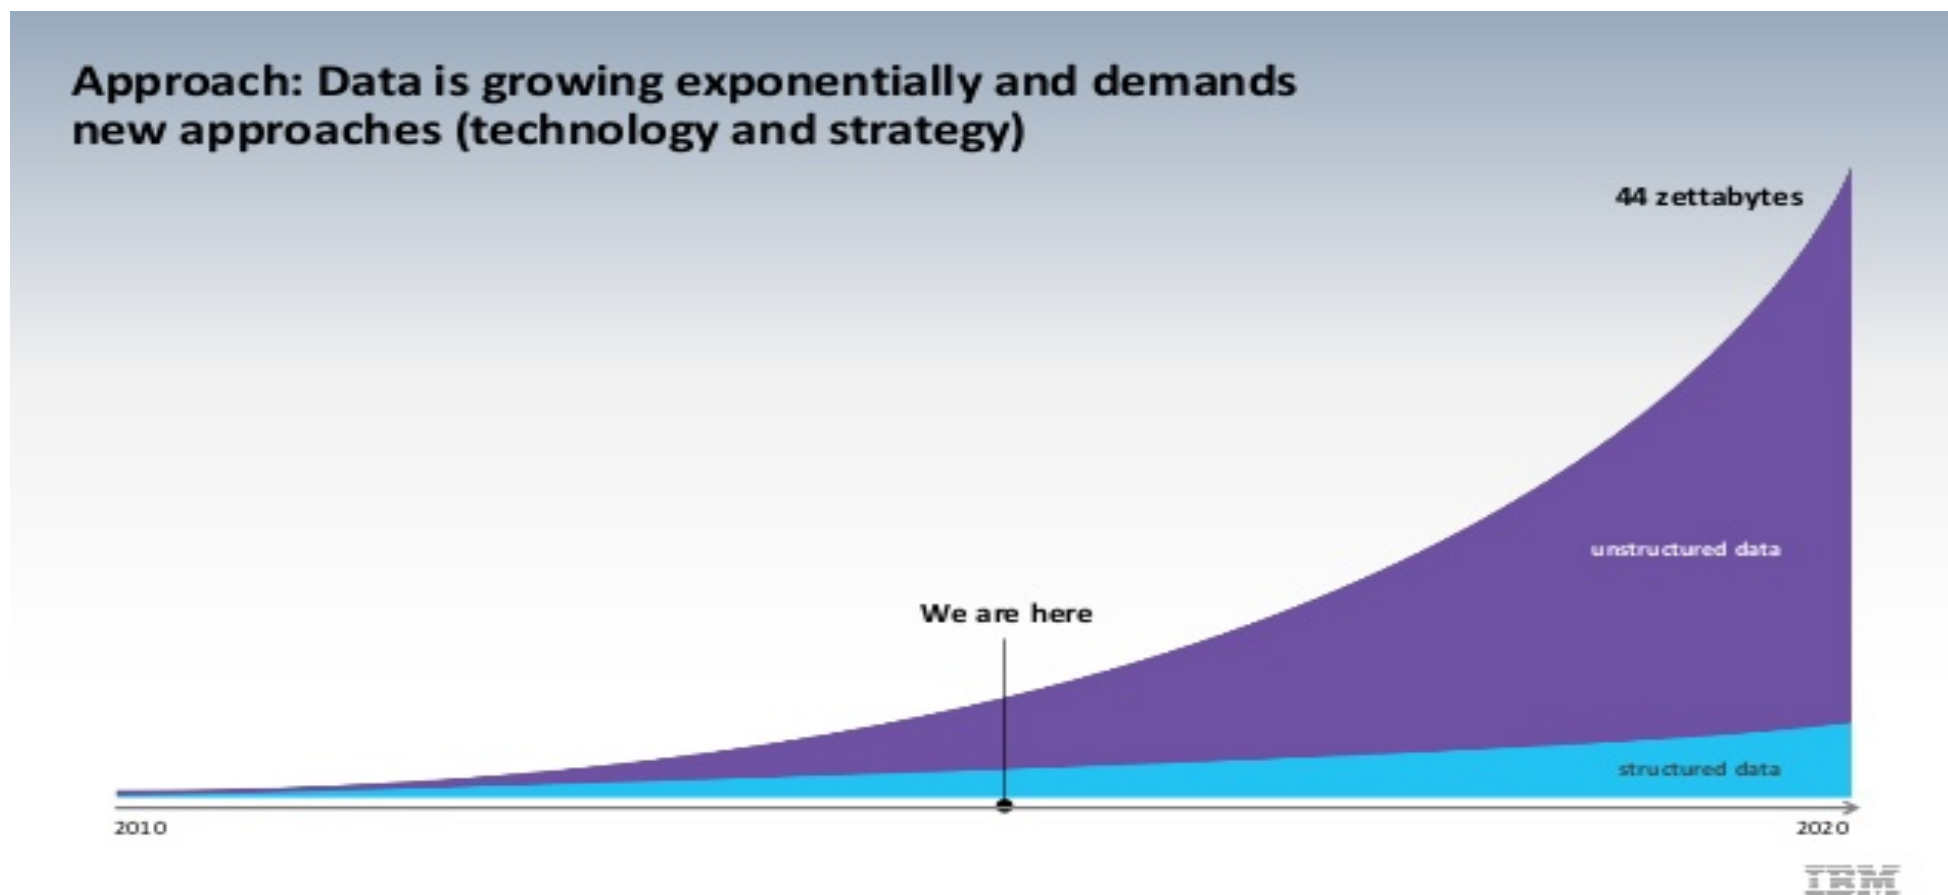 Approach: Data is growing exponentially and demands
new approaches (technology and strategy)
44 zettabytes
unstructured data
We are here
structured data
2010
2020
IBM